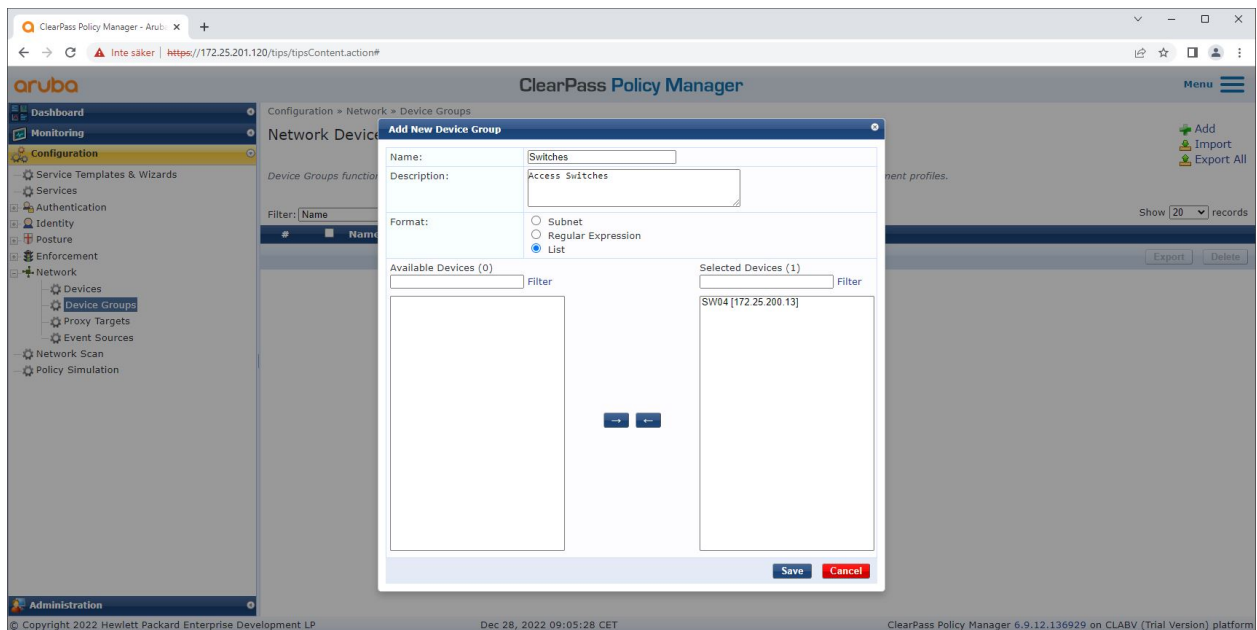 ClearPass Policy Manager - Arub
Inte säker | https://172.25.201.120/tips/tipsContent.action#
aruba
ClearPass Policy Manager
Menu
Dashboard
Monitoring
Configuration
Service Templates & Wizards
Services
Authentication
Identity
Posture
Enforcement
Network
Devices
Device Groups
Proxy Targets
Event Sources
Network Scan
Policy Simulation
Administration
Configuration » Network » Device Groups
Network Device
Add
Import
Export All
Device Groups function
nent profiles.
Filter: Name
Show 20 records
# Name
Export Delete
Add New Device Group
Name: Switches
Description: Access Switches
Format: Subnet
Regular Expression
List
Available Devices (0)
Filter
Selected Devices (1)
Filter
SW04 [172.25.200.13]
→ ←
Save Cancel
© Copyright 2022 Hewlett Packard Enterprise Development LP
Dec 28, 2022 09:05:28 CET
ClearPass Policy Manager 6.9.12.136929 on CLABV (Trial Version) platform